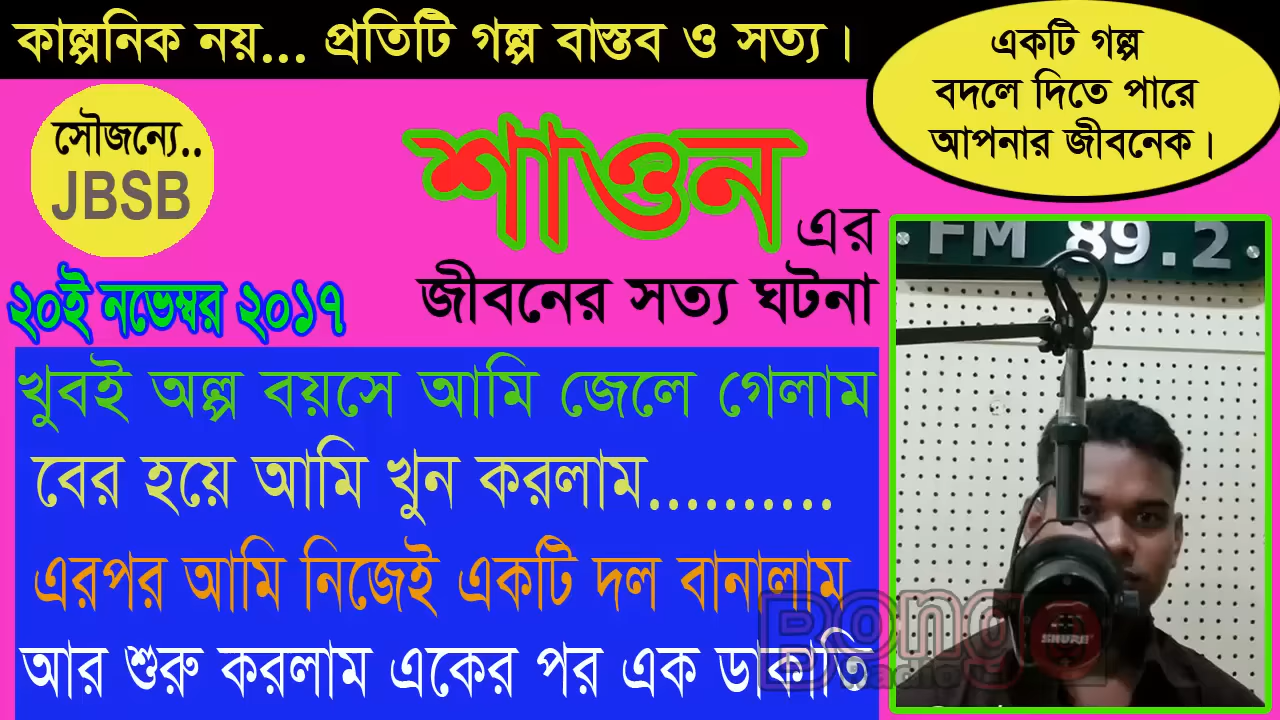 কাল্পনিক নয়... প্রতিটি গল্প বাস্তব ও সত্য।
একটি গল্প
বদলে দিতে পারে
আপনার জীবনেক।
সৌজন্যে..
JBSB
শাওন এর
জীবনের সত্য ঘটনা
২০ই নভেম্বর ২০১৭
FM 89.2
খুবই অল্প বয়সে আমি জেলে গেলাম
বের হয়ে আমি খুন করলাম..........
এরপর আমি নিজেই একটি দল বানালাম
আর শুরু করলাম একের পর এক ডাকাতি
SHURE
Bongo
Radio